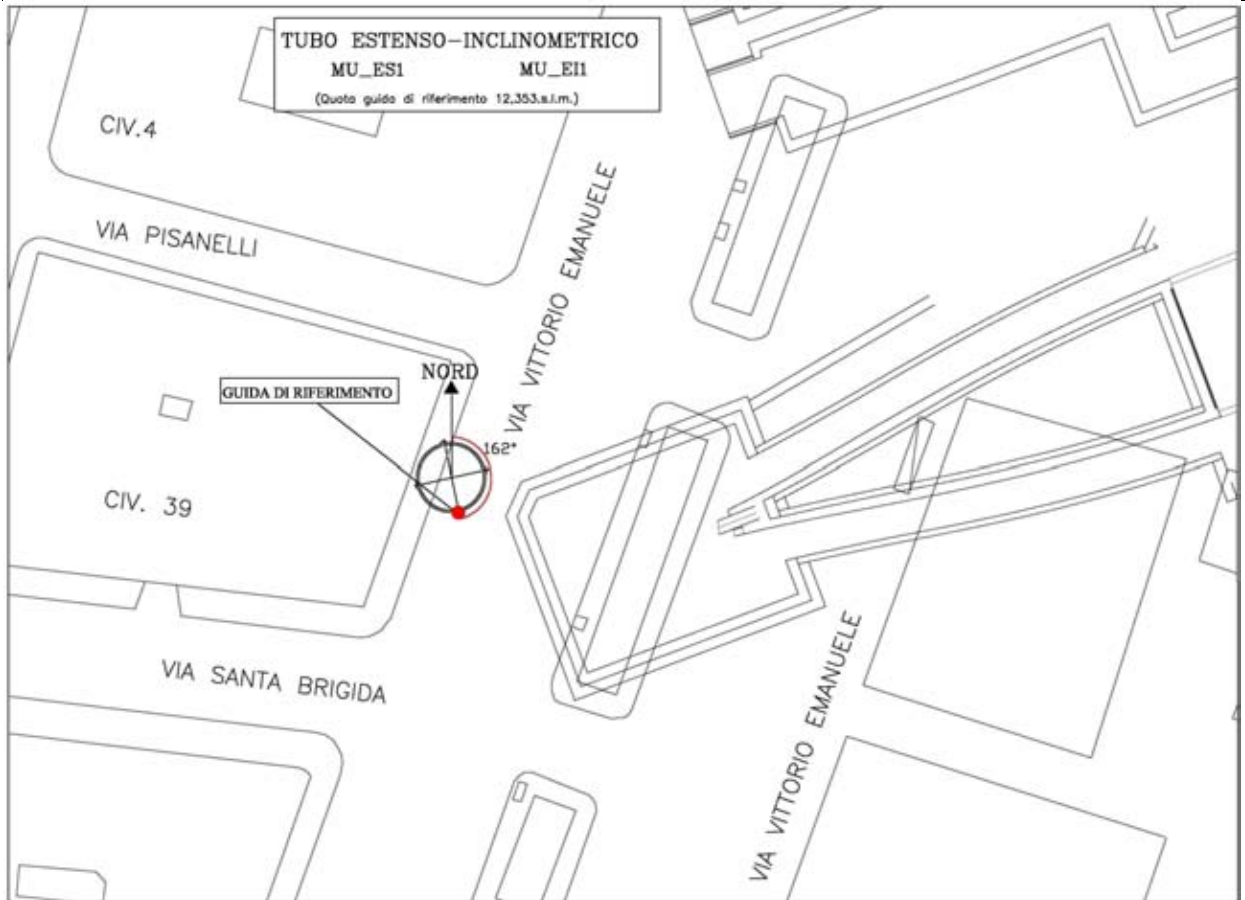 TUBO ESTENSO-INCLINOMETRICO
MU_ES1 MU_EI1
(Quota guida di riferimento 12,353.s.l.m.)
CIV.4
VIA PISANELLI
VIA VITTORIO EMANUELE
NORD
GUIDA DI RIFERIMENTO
162°
CIV. 39
VIA SANTA BRIGIDA
VIA VITTORIO EMANUELE